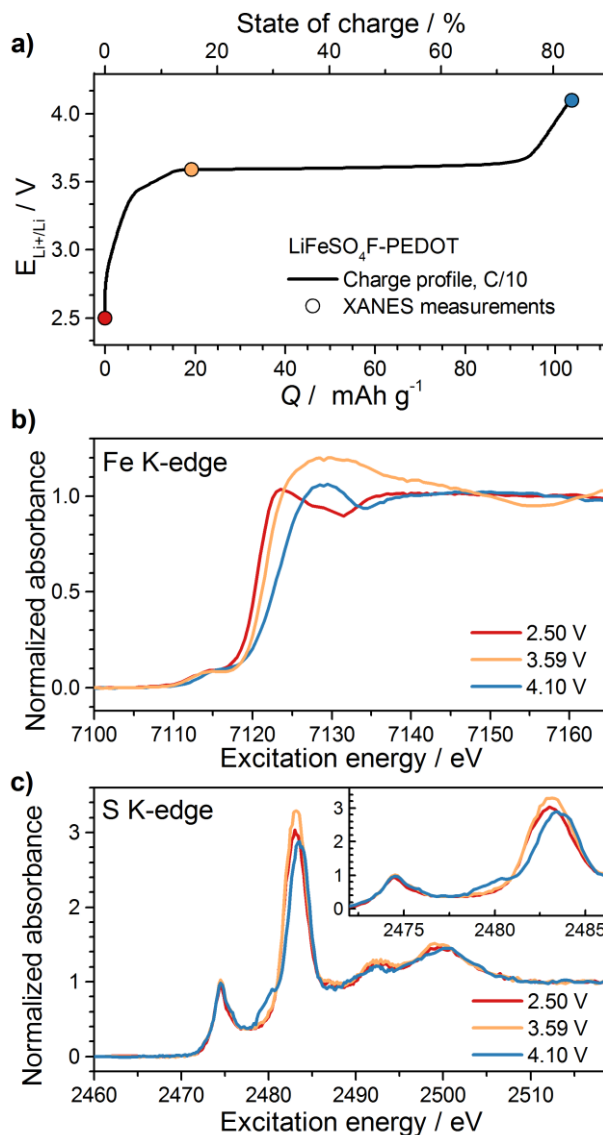 a)
State of charge / %
0 20 40 60 80
E_Li+/Li / V
4.0
3.5
3.0
2.5
LiFeSO₄F-PEDOT
Charge profile, C/10
XANES measurements
0 20 40 60 80 100
Q / mAh g⁻¹
b)
Fe K-edge
Normalized absorbance
1.0
0.5
0.0
2.50 V
3.59 V
4.10 V
7100 7110 7120 7130 7140 7150 7160
Excitation energy / eV
c)
S K-edge
Normalized absorbance
3
2
1
0
3
2
1
0
2475 2480 2485
2.50 V
3.59 V
4.10 V
2460 2470 2480 2490 2500 2510
Excitation energy / eV